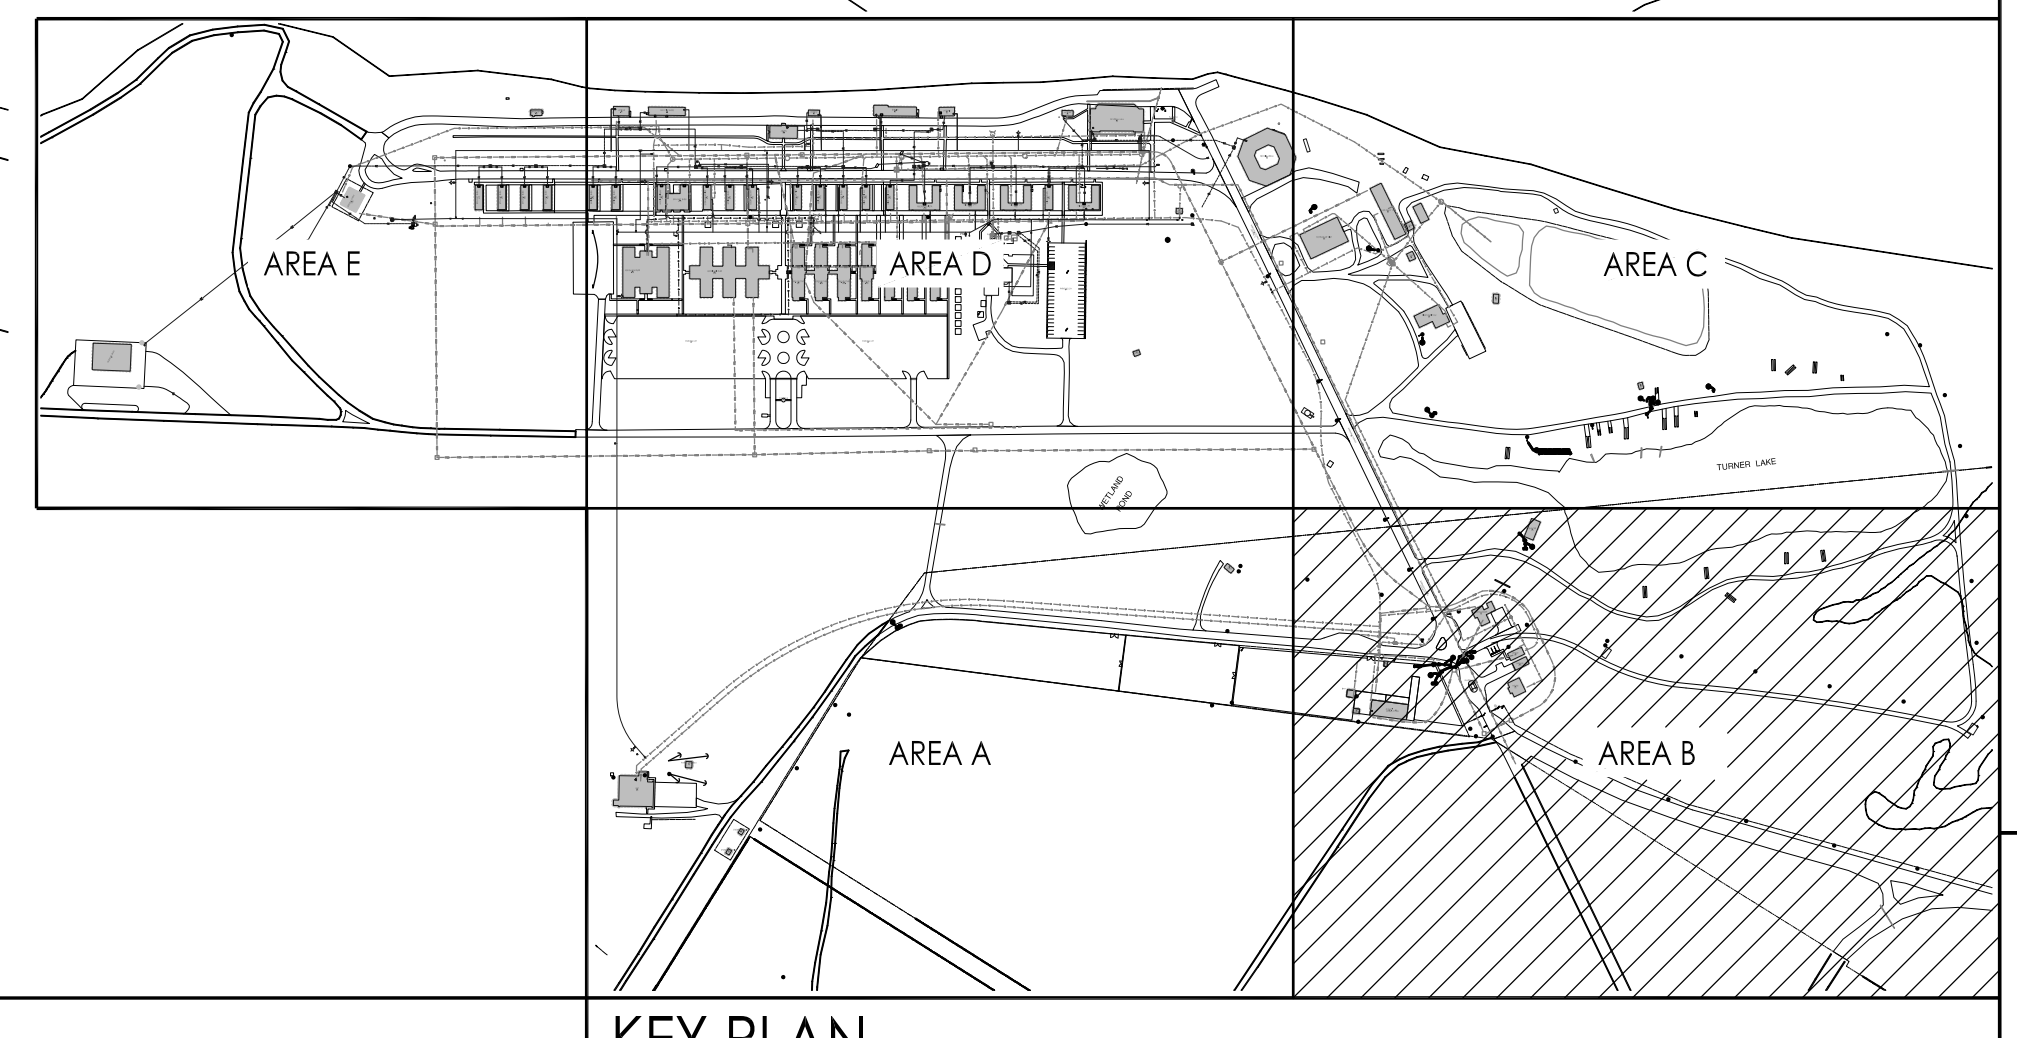 AREA E
AREA D
AREA C
TURNER LAKE
WETLAND
POND
AREA A
AREA B
KEY PLAN